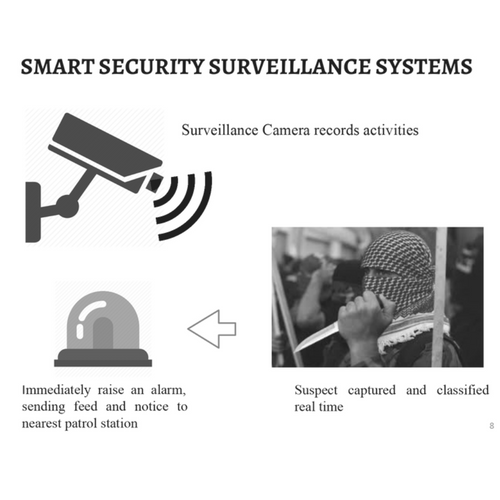 SMART SECURITY SURVEILLANCE SYSTEMS
Surveillance Camera records activities
Immediately raise an alarm,
sending feed and notice to
nearest patrol station
Suspect captured and classified
real time
8